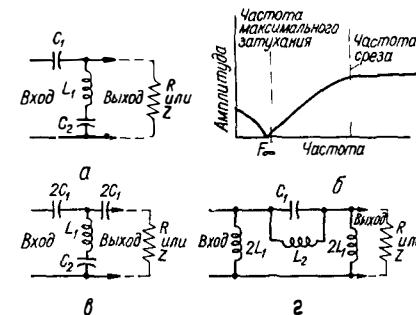 C₁
L₁
C₂
Вход
Выход
R
или
Z
а
Амплитуда
Частота
максимального
затухания
Частота
среза
F∞
Частота
б
2C₁ 2C₁
L₁
C₂
Вход
Выход
R
или
Z
в
C₁
L₂
Вход
2L₁
2L₁
Выход
R
или
Z
г